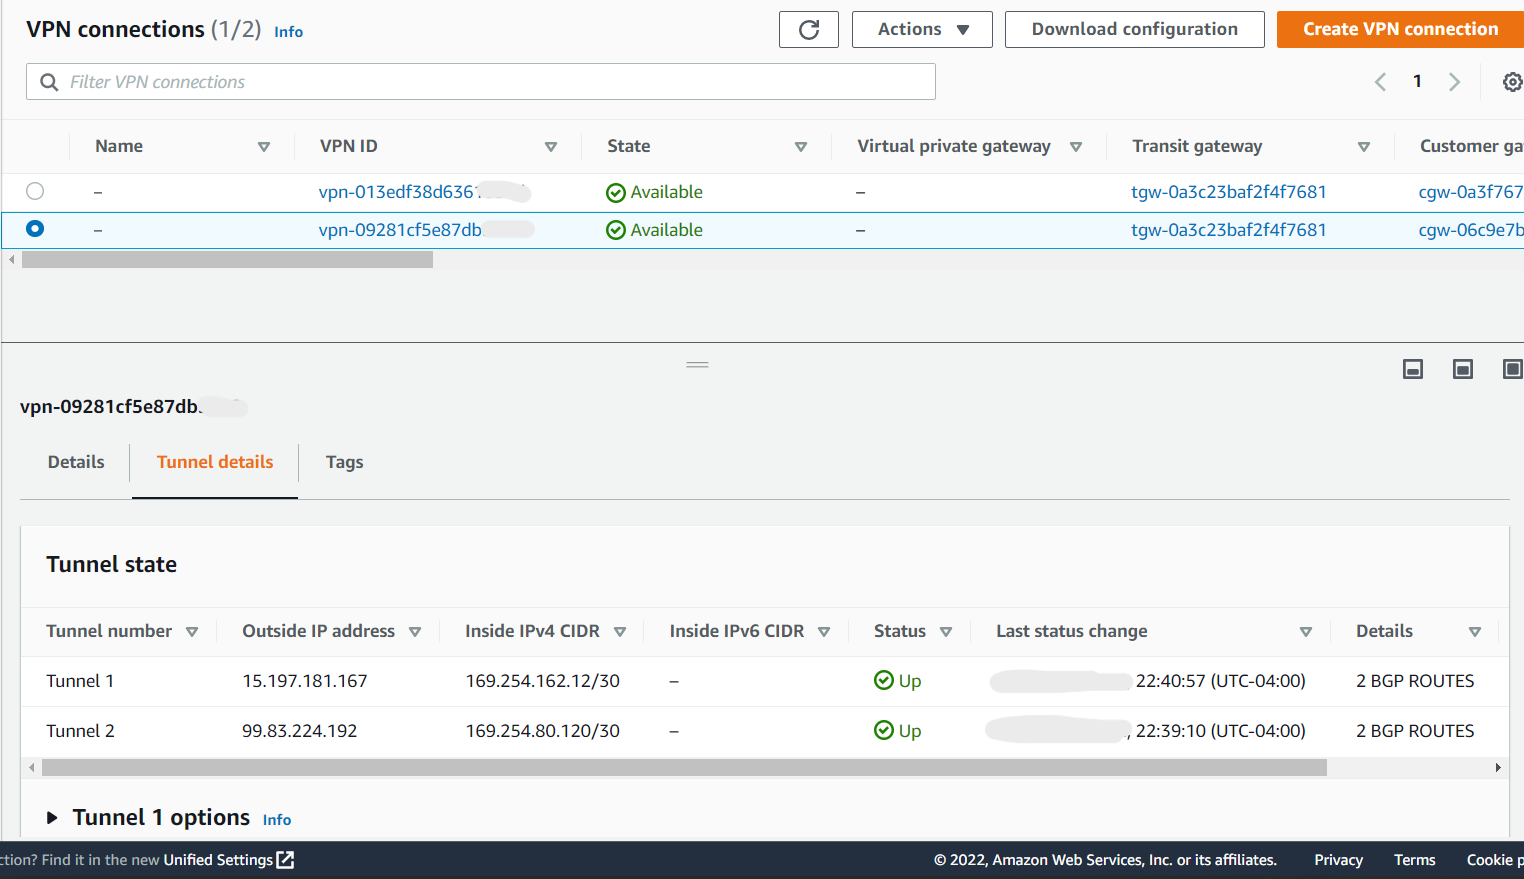 VPN connections (1/2) Info
Actions
Download configuration
Create VPN connection
Filter VPN connections
1
Name VPN ID State Virtual private gateway Transit gateway Customer ga
– vpn-013edf38d6361 Available – tgw-0a3c23baf2f4f7681 cgw-0a3f767
– vpn-09281cf5e87db Available – tgw-0a3c23baf2f4f7681 cgw-06c9e7b
vpn-09281cf5e87db
Details Tunnel details Tags
Tunnel state
Tunnel number Outside IP address Inside IPv4 CIDR Inside IPv6 CIDR Status Last status change Details
Tunnel 1 15.197.181.167 169.254.162.12/30 – Up 22:40:57 (UTC-04:00) 2 BGP ROUTES
Tunnel 2 99.83.224.192 169.254.80.120/30 – Up , 22:39:10 (UTC-04:00) 2 BGP ROUTES
Tunnel 1 options Info
ction? Find it in the new Unified Settings © 2022, Amazon Web Services, Inc. or its affiliates. Privacy Terms Cookie p